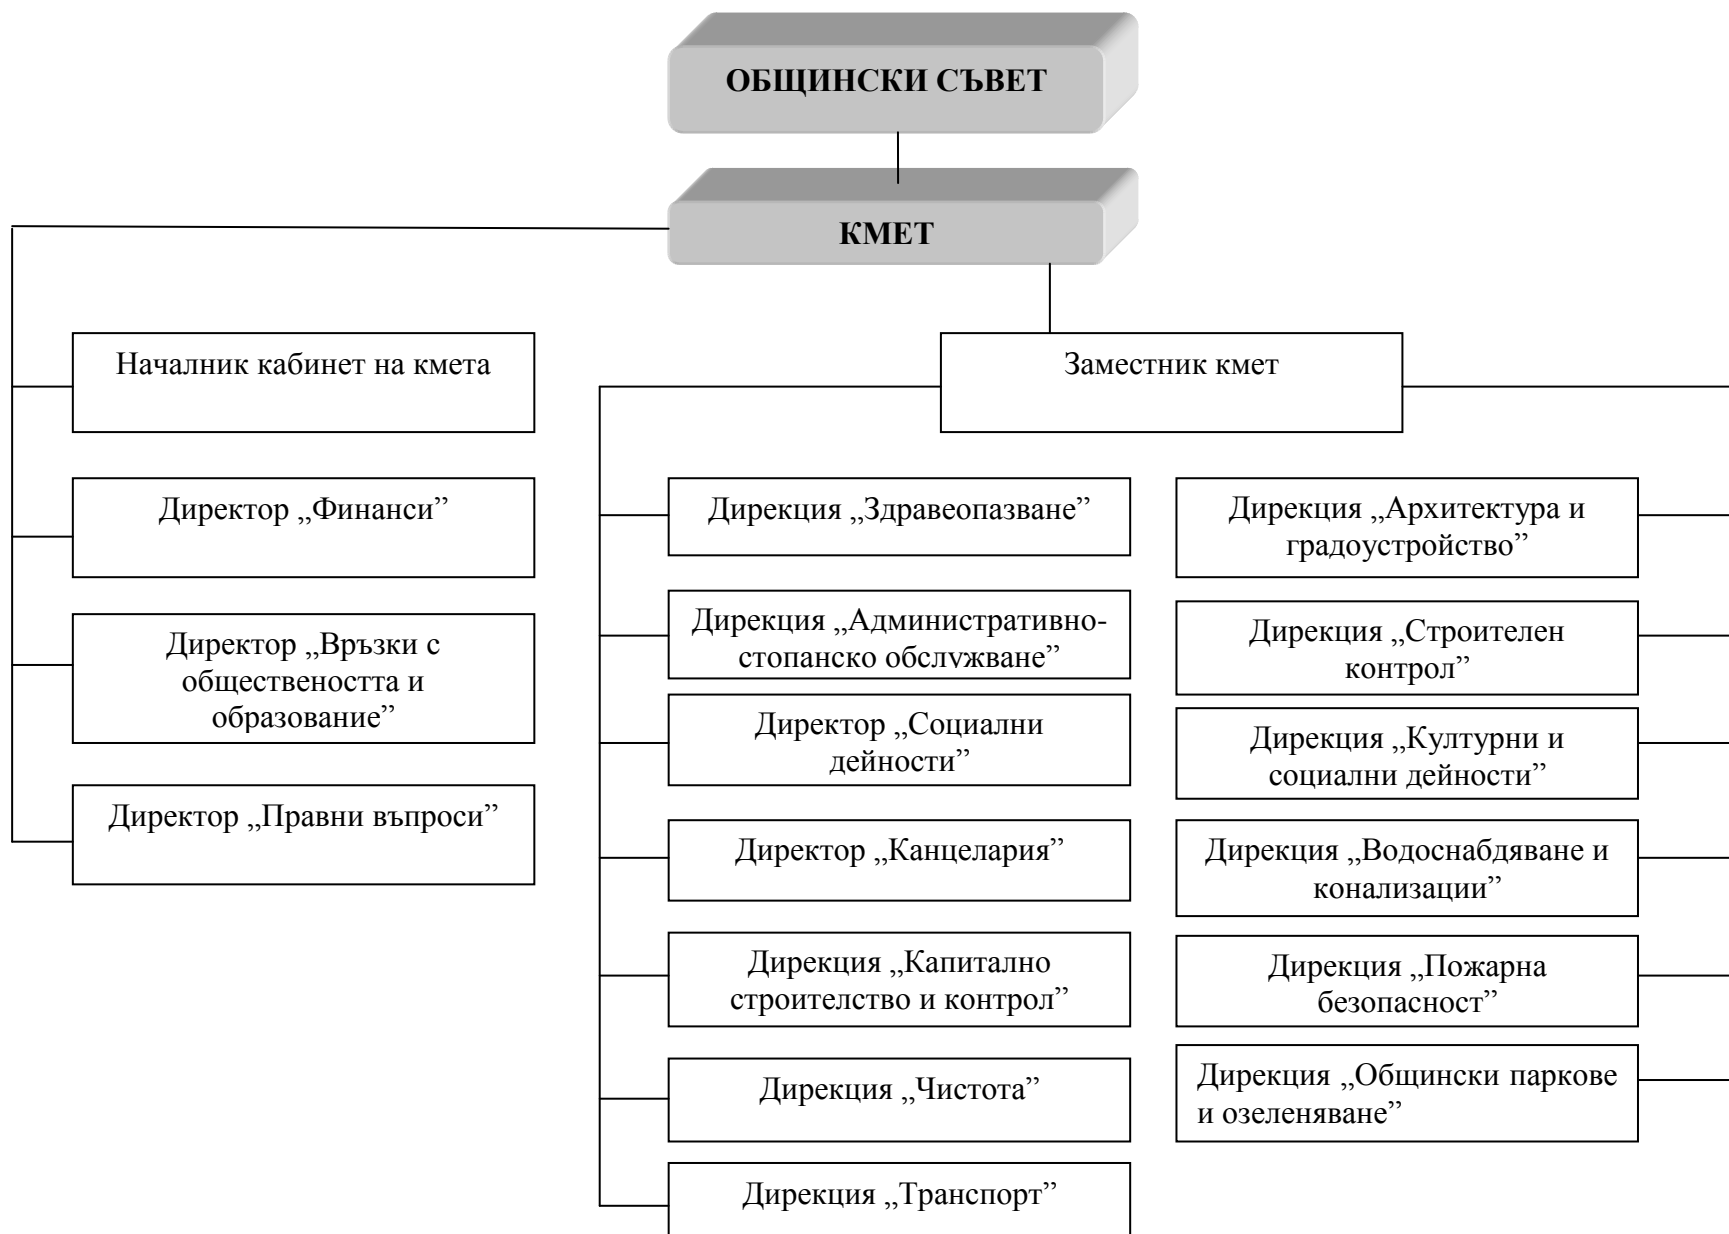 ОБЩИНСКИ СЪВЕТ
КМЕТ
Началник кабинет на кмета
Заместник кмет
Директор „Финанси”
Директор „Връзки с
обществеността и
образование”
Директор „Правни въпроси”
Дирекция „Здравеопазване”
Дирекция „Административно-
стопанско обслужване”
Директор „Социални
дейности”
Директор „Канцелария”
Дирекция „Капитално
строителство и контрол”
Дирекция „Чистота”
Дирекция „Транспорт”
Дирекция „Архитектура и
градоустройство”
Дирекция „Строителен
контрол”
Дирекция „Културни и
социални дейности”
Дирекция „Водоснабдяване и
конализации”
Дирекция „Пожарна
безопасност”
Дирекция „Общински паркове
и озеленяване”